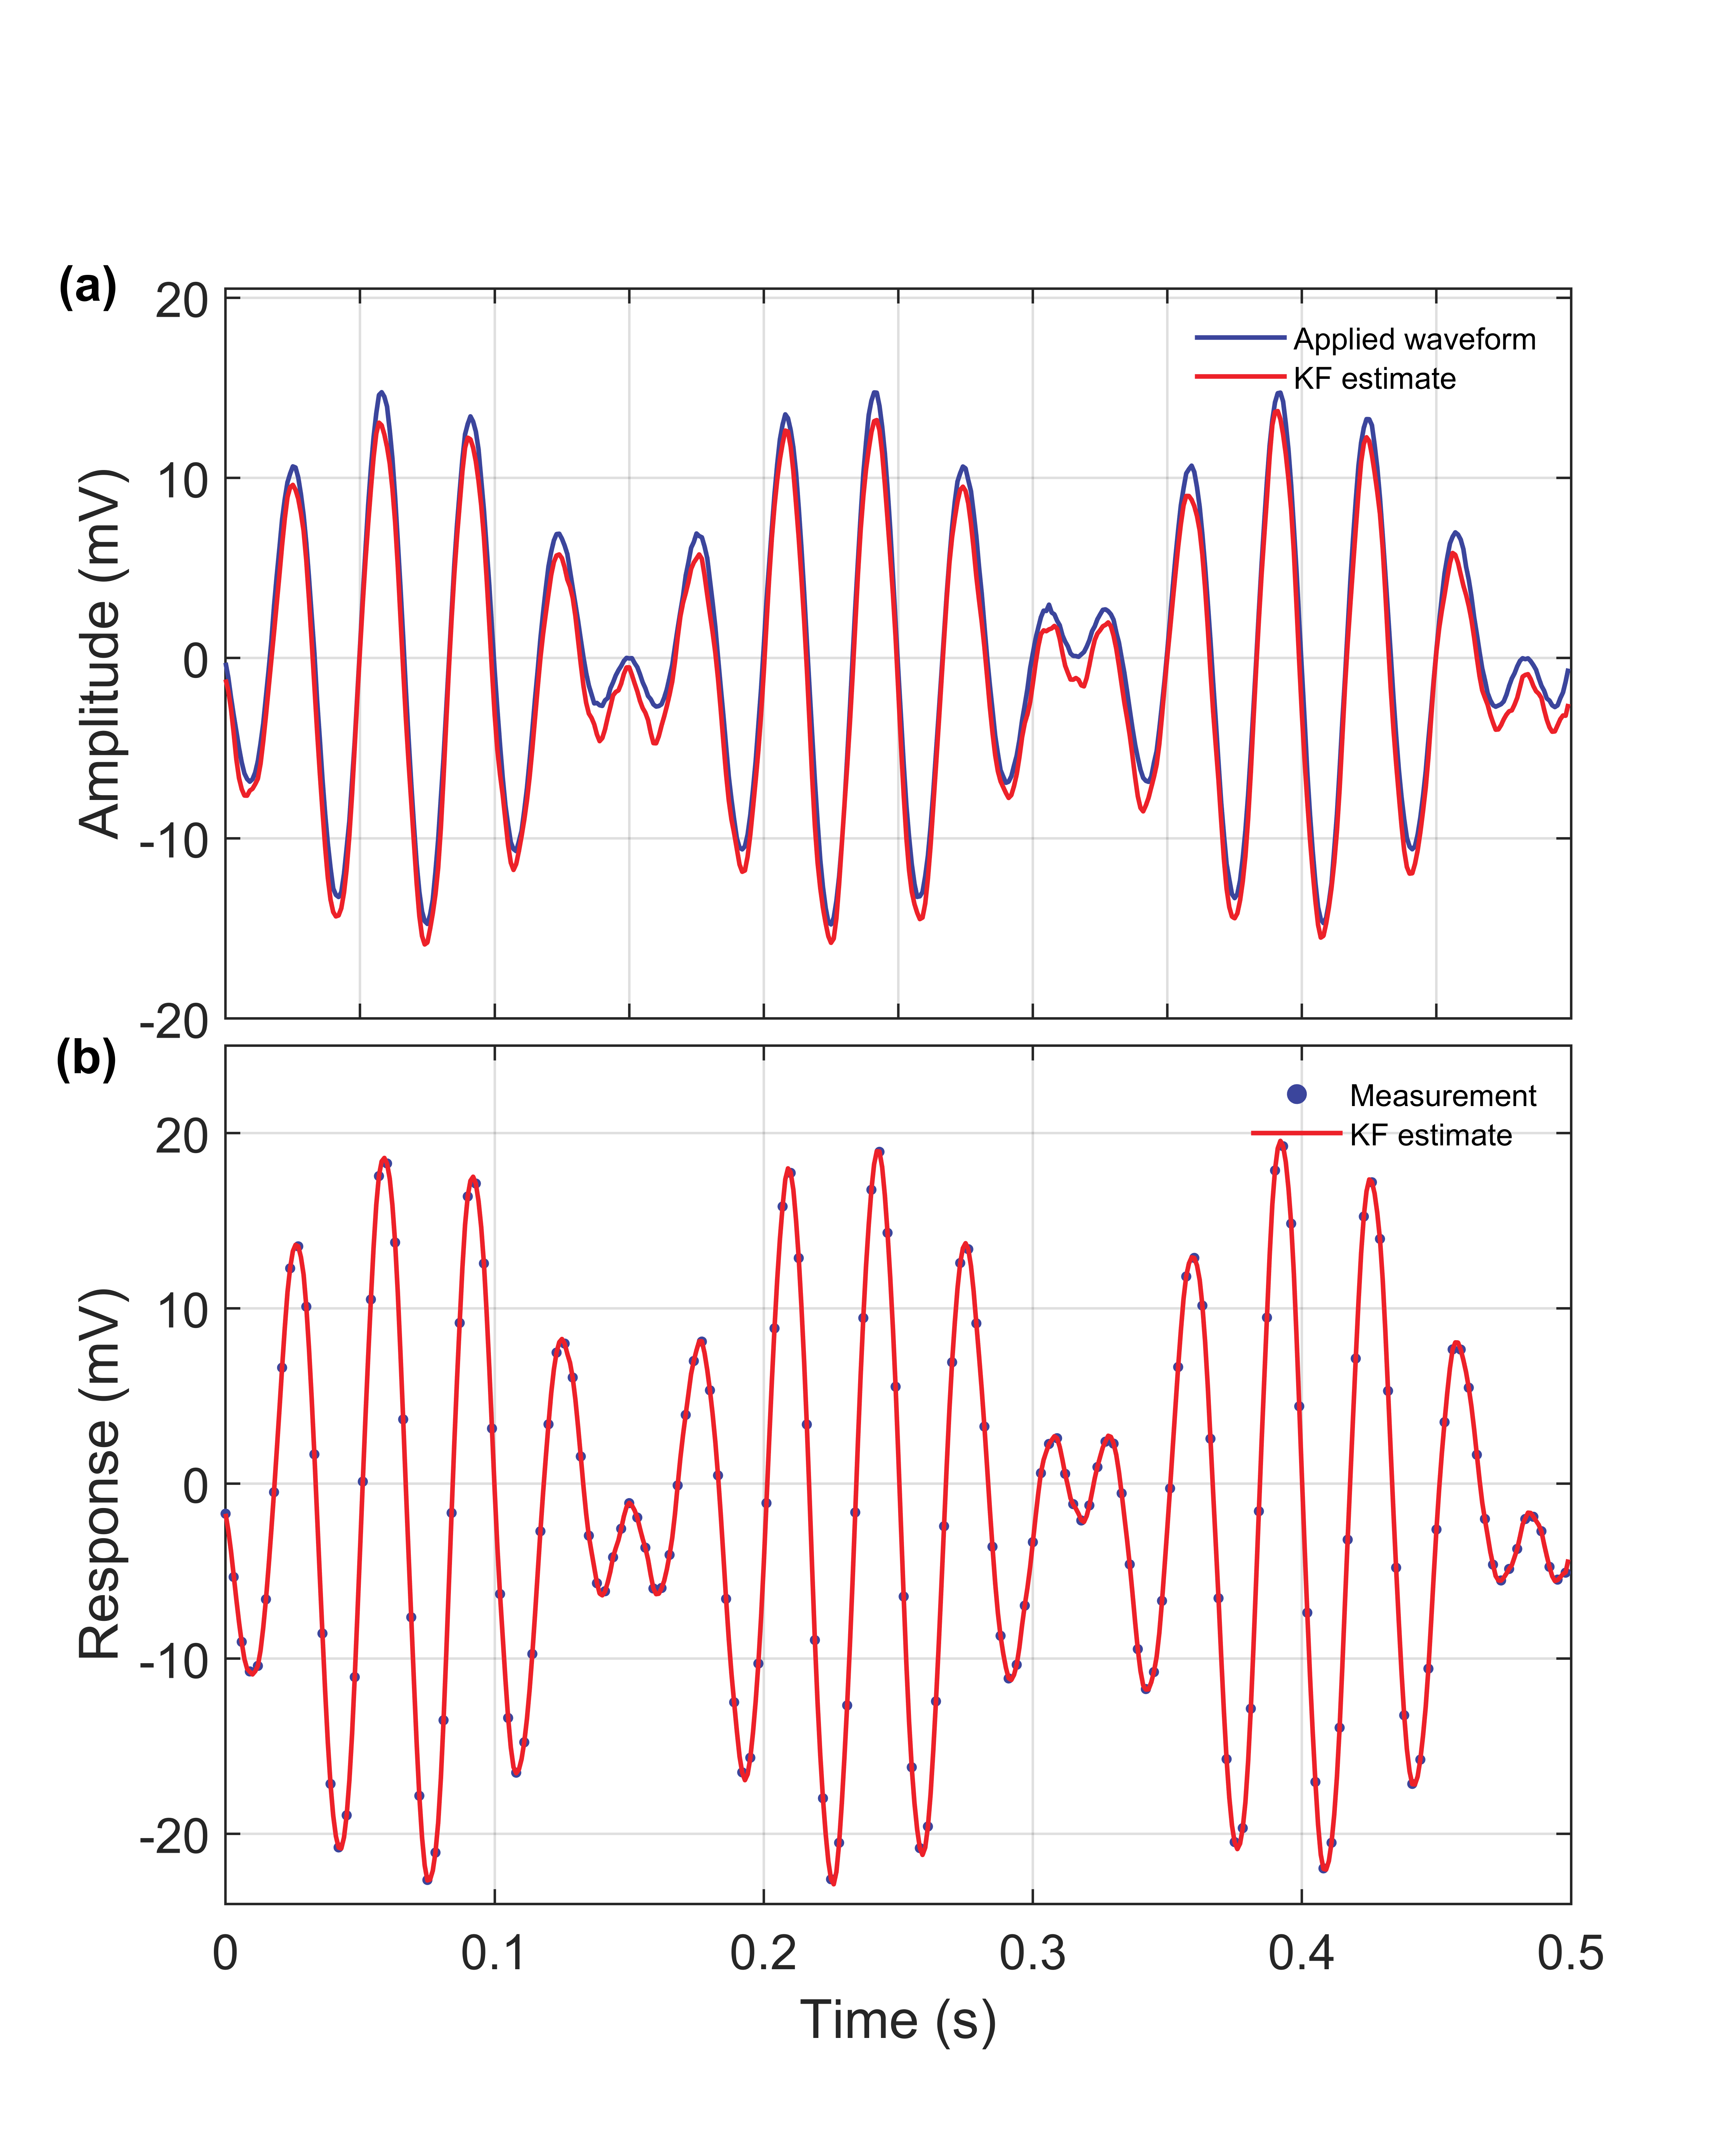 (a)
20
10
0
-10
-20
Amplitude (mV)
Applied waveform
KF estimate
(b)
20
10
0
-10
-20
Response (mV)
Measurement
KF estimate
0 0.1 0.2 0.3 0.4 0.5
Time (s)